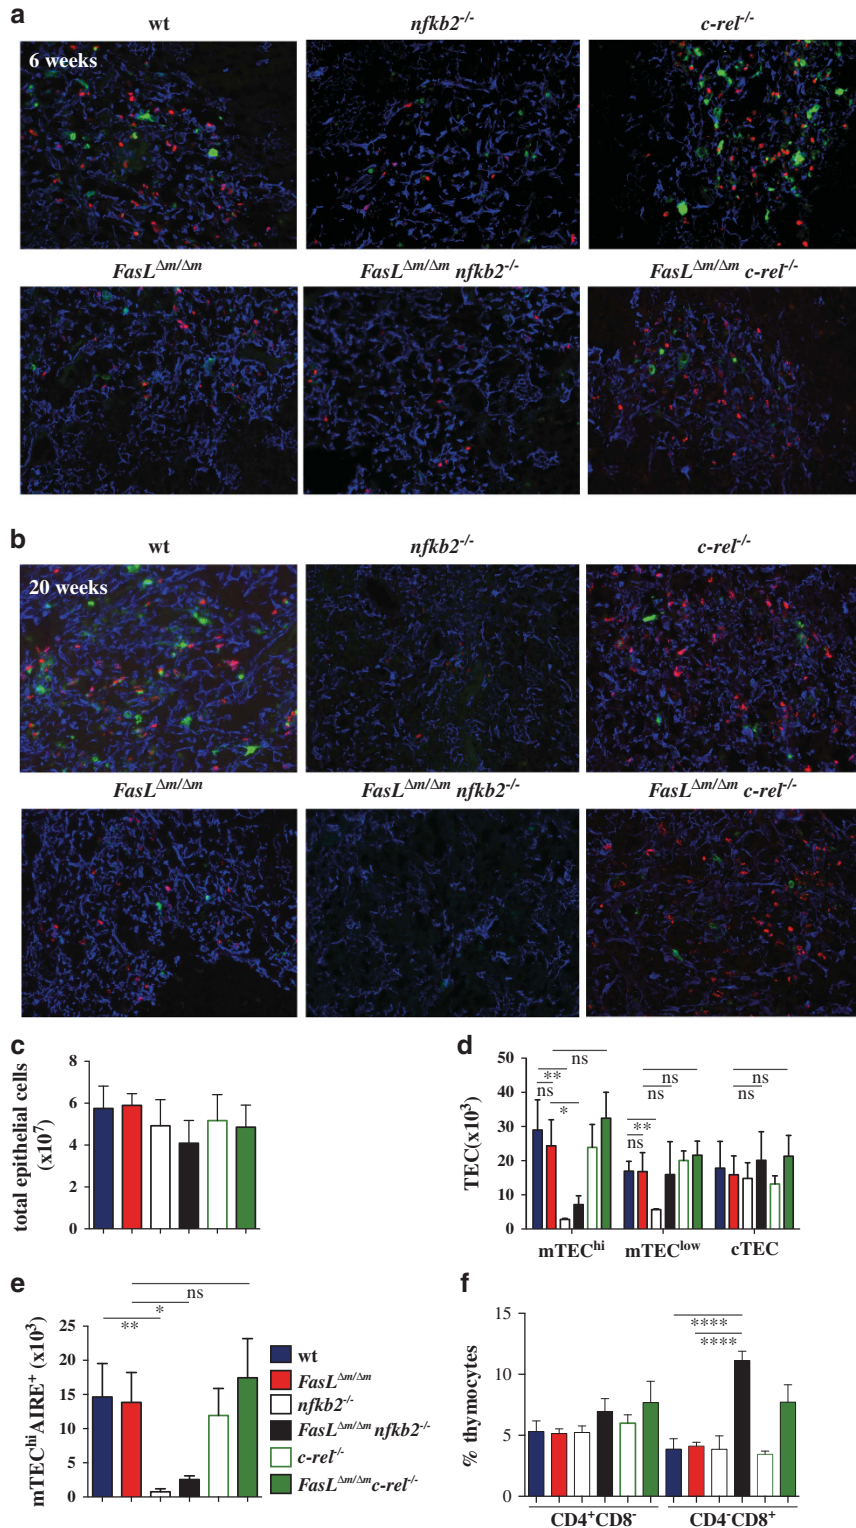 a
wt nfkb2-/- c-rel-/-
6 weeks
FasLΔm/Δm FasLΔm/Δm nfkb2-/- FasLΔm/Δm c-rel-/-
b
wt nfkb2-/- c-rel-/-
20 weeks
FasLΔm/Δm FasLΔm/Δm nfkb2-/- FasLΔm/Δm c-rel-/-
c
total epithelial cells
(x10⁷)
8
6
4
2
0
d
TEC(x10³)
50
40
30
20
10
0
ns
**
ns
*
ns
ns
**
ns
ns
ns
mTEChi mTEClow cTEC
e
mTEChiAIRE+ (x10³)
25
20
15
10
5
0
ns
*
**
wt
FasLΔm/Δm
nfkb2-/-
FasLΔm/Δm nfkb2-/-
c-rel-/-
FasLΔm/Δm c-rel-/-
f
% thymocytes
15
10
5
0
****
****
CD4+CD8- CD4-CD8+